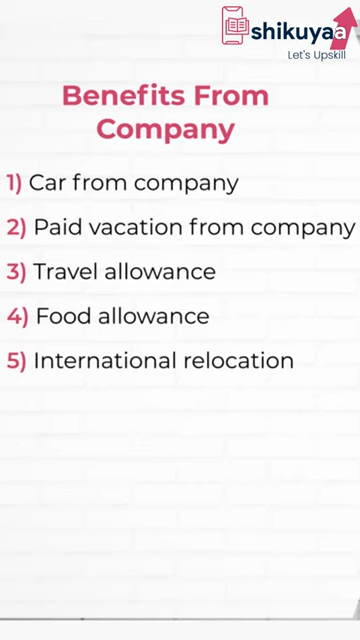 shikuyaa
Let's Upskill
Benefits From
Company
1) Car from company
2) Paid vacation from company
3) Travel allowance
4) Food allowance
5) International relocation